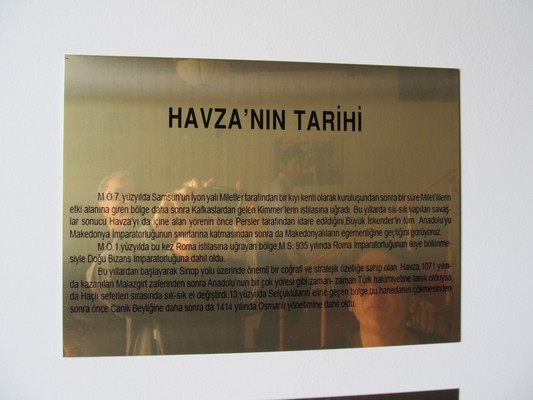 HAVZA'NIN TARİHİ
M.Ö.7. yüzyılda Samsun'un İyon yalı Miletler tarafından bir kıyı kenti olarak kuruluşundan sonra bir süre Milet'lilerin
etki alanına giren bölge daha sonra Kafkaslardan gelen Kimmer'lerin istilasına uğradı. Bu yıllarda sık-sık yapılan savaş-
lar sonucu Havza'yı da içine alan yörenin önce Persler tarafından idare edildiğini,Büyük İskender'in tüm Anadolu'yu
Makedonya İmparatorluğunun sınırlarına katmasından sonra da Makedonyalıların egemenliğine geçtiğini görüyoruz.
M.Ö. I.yüzyılda bu kez Roma istilasına uğrayan bölge,M.S. 935 yılında Roma İmparatorluğunun ikiye bölünme-
siyle Doğu Bizans İmparatorluğuna dahil oldu.
Bu yıllardan başlayarak Sinop yolu üzerinde önemli bir coğrafi ve stratejik özelliğe sahip olan Havza,1071 yılın-
da kazanılan Malazgirt zaferinden sonra Anadolu'nun bir çok yöresi gibi zaman- zaman Türk hakimiyetine tanık olduysa
da Haçlı seferleri sırasında sık-sık el değiştirdi.13.yüzyılda Selçukluların eline geçen bölge,bu hanedanın çökmesinden
sonra önce Canik Beyliğine daha sonra da 1414 yılında Osmanlı yönetimine dahil oldu.